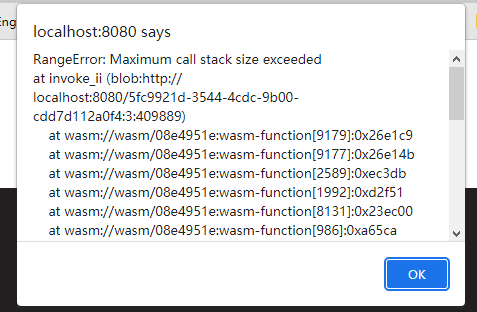 Eng
localhost:8080 says
RangeError: Maximum call stack size exceeded
at invoke_ii (blob:http://
localhost:8080/5fc9921d-3544-4cdc-9b00-
cdd7d112a0f4:3:409889)
at wasm://wasm/08e4951e:wasm-function[9179]:0x26e1c9
at wasm://wasm/08e4951e:wasm-function[9177]:0x26e14b
at wasm://wasm/08e4951e:wasm-function[2589]:0xec3db
at wasm://wasm/08e4951e:wasm-function[1992]:0xd2f51
at wasm://wasm/08e4951e:wasm-function[8131]:0x23ec00
at wasm://wasm/08e4951e:wasm-function[986]:0xa65ca
OK